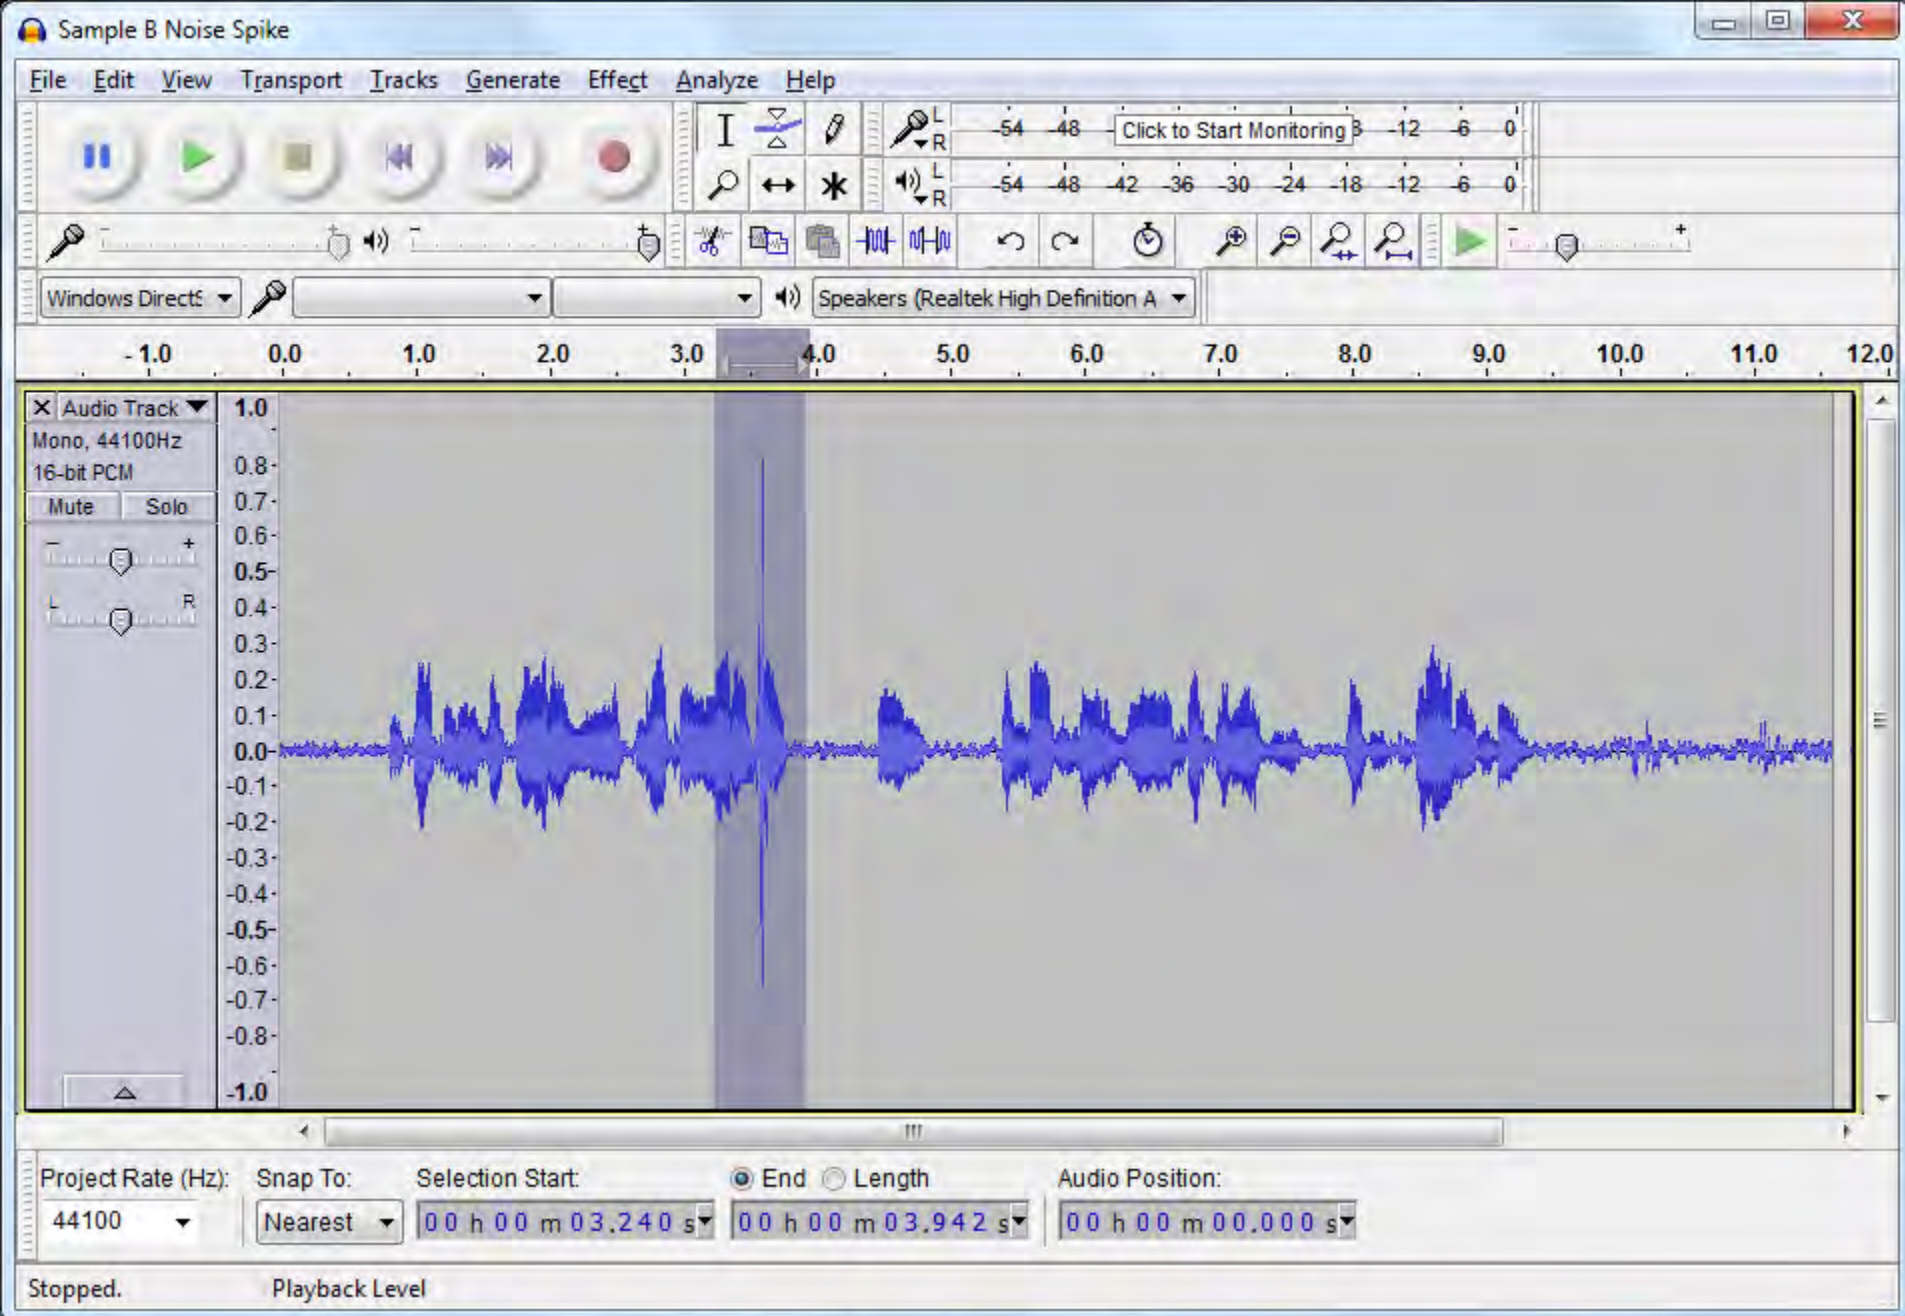 Sample B Noise Spike
File Edit View Transport Tracks Generate Effect Analyze Help
L R -54 -48 - Click to Start Monitoring 8 -12 -6 0
L R -54 -48 -42 -36 -30 -24 -18 -12 -6 0
- + - + - +
Windows DirectS Speakers (Realtek High Definition A
- 1.0 0.0 1.0 2.0 3.0 4.0 5.0 6.0 7.0 8.0 9.0 10.0 11.0 12.0
X Audio Track
Mono, 44100Hz
16-bit PCM
Mute Solo
- +
L R
1.0
0.8-
0.7-
0.6-
0.5-
0.4-
0.3-
0.2-
0.1-
0.0-
-0.1-
-0.2-
-0.3-
-0.4-
-0.5-
-0.6-
-0.7-
-0.8-
-1.0
Project Rate (Hz): Snap To: Selection Start: End Length Audio Position:
44100 Nearest 00 h 00 m 03.240 s 00 h 00 m 03.942 s 00 h 00 m 00.000 s
Stopped. Playback Level